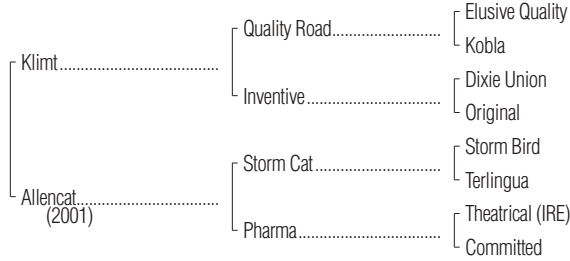 Elusive Quality
Quality Road
Kobla
Klimt
Dixie Union
Inventive
Original
Storm Bird
Storm Cat
Terlingua
Allencat
(2001)
Theatrical (IRE)
Pharma
Committed